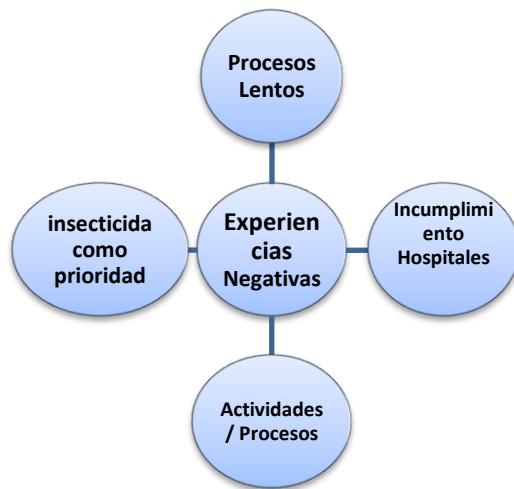 Procesos
Lentos
insecticida
como
prioridad
Experien
cias
Negativas
Incumplimi
ento
Hospitales
Actividades
/ Procesos